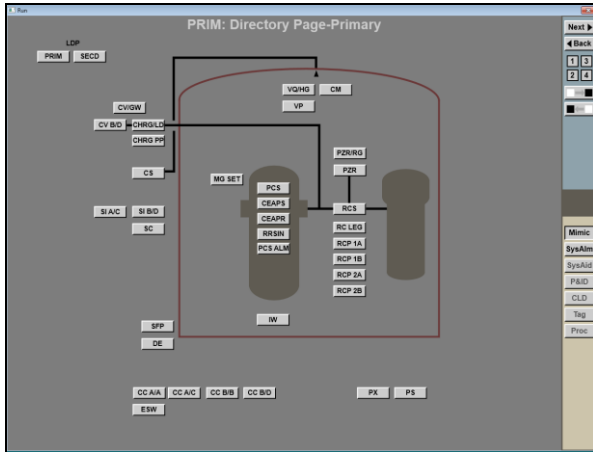 Run
PRIM: Directory Page-Primary
Next
Back
1 3
2 4
LDP
PRIM SECD
VQ/HG CM
VP
CV/GW
CV B/D CHRG/LD
CHRG PP
PZR/RG
PZR
CS
MG SET
PCS
CEAPS
CEAPR
RRSIN
PCS ALM
RCS
RC LEG
RCP 1A
RCP 1B
RCP 2A
RCP 2B
SI A/C SI B/D
SC
IW
SFP
DE
CC A/A CC A/C CC B/B CC B/D
ESW
PX PS
Mimic
SysAlm
SysAid
P&ID
CLD
Tag
Proc